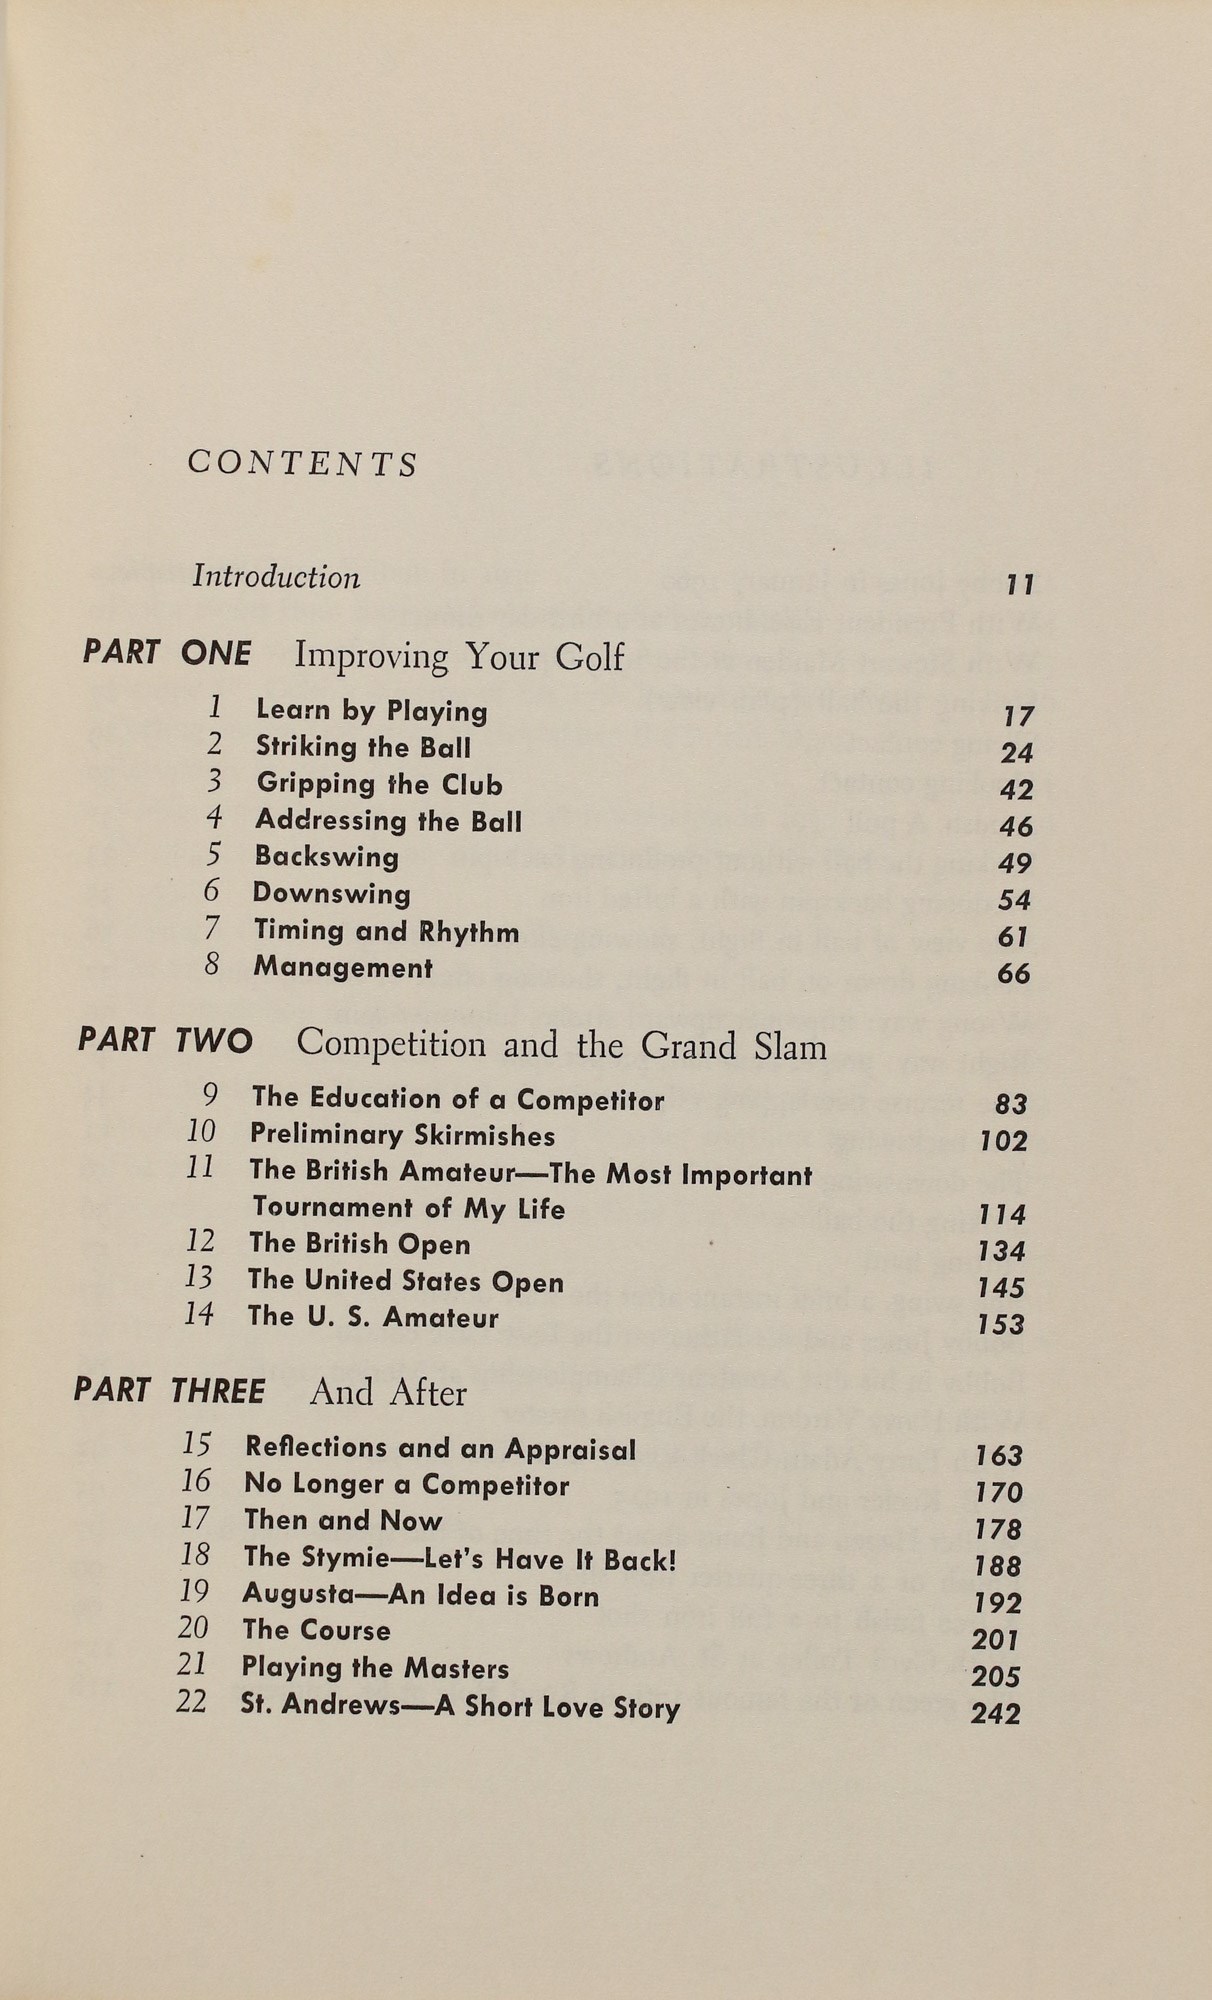 CONTENTS
Introduction 11
PART ONE Improving Your Golf
1 Learn by Playing 17
2 Striking the Ball 24
3 Gripping the Club 42
4 Addressing the Ball 46
5 Backswing 49
6 Downswing 54
7 Timing and Rhythm 61
8 Management 66
PART TWO Competition and the Grand Slam
9 The Education of a Competitor 83
10 Preliminary Skirmishes 102
11 The British Amateur—The Most Important
Tournament of My Life 114
12 The British Open 134
13 The United States Open 145
14 The U. S. Amateur 153
PART THREE And After
15 Reflections and an Appraisal 163
16 No Longer a Competitor 170
17 Then and Now 178
18 The Stymie—Let's Have It Back! 188
19 Augusta—An Idea is Born 192
20 The Course 201
21 Playing the Masters 205
22 St. Andrews—A Short Love Story 242